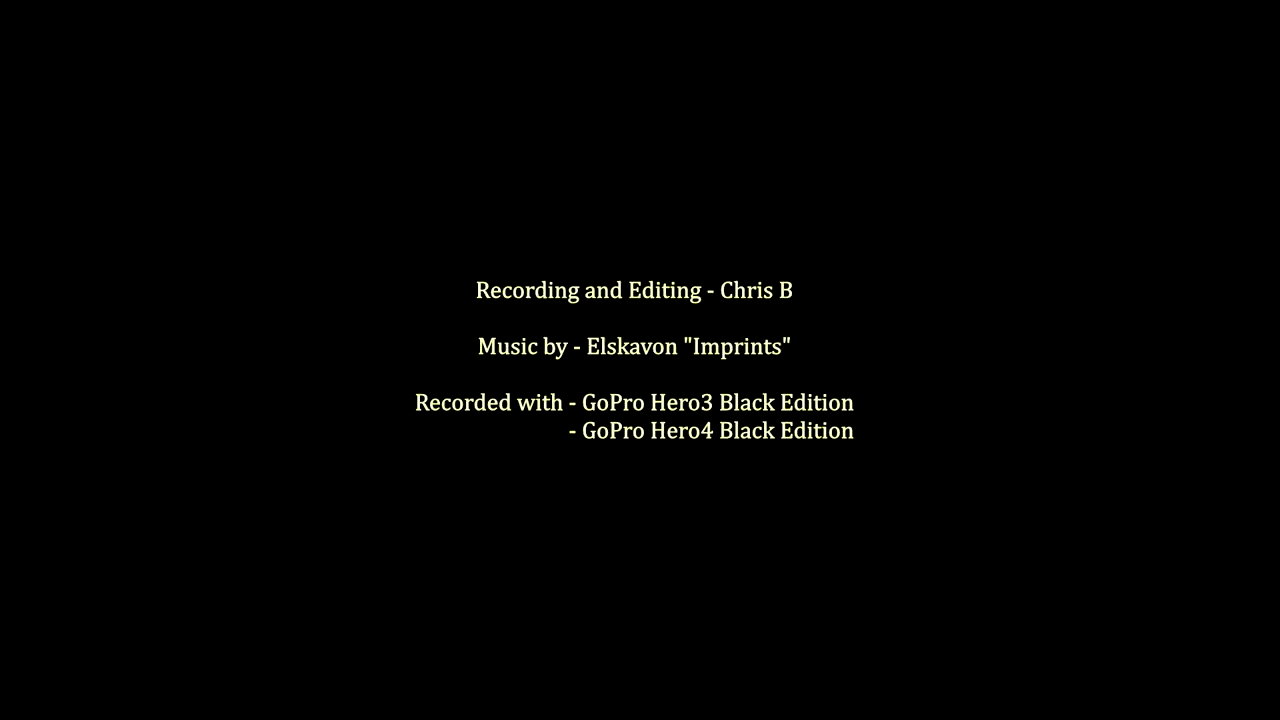 Recording and Editing - Chris B
Music by - Elskavon "Imprints"
Recorded with - GoPro Hero3 Black Edition
- GoPro Hero4 Black Edition